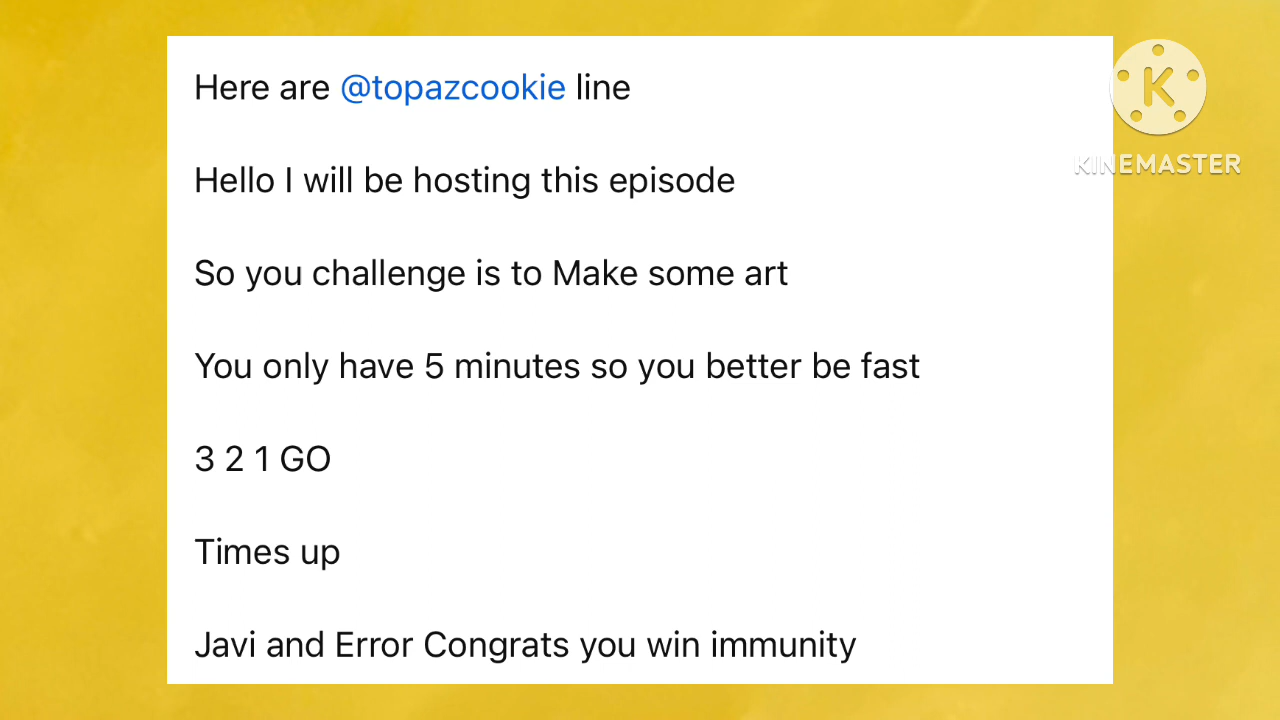 Here are @topazcookie line
Hello I will be hosting this episode
So you challenge is to Make some art
You only have 5 minutes so you better be fast
3 2 1 GO
Times up
Javi and Error Congrats you win immunity
K
KINEMASTER